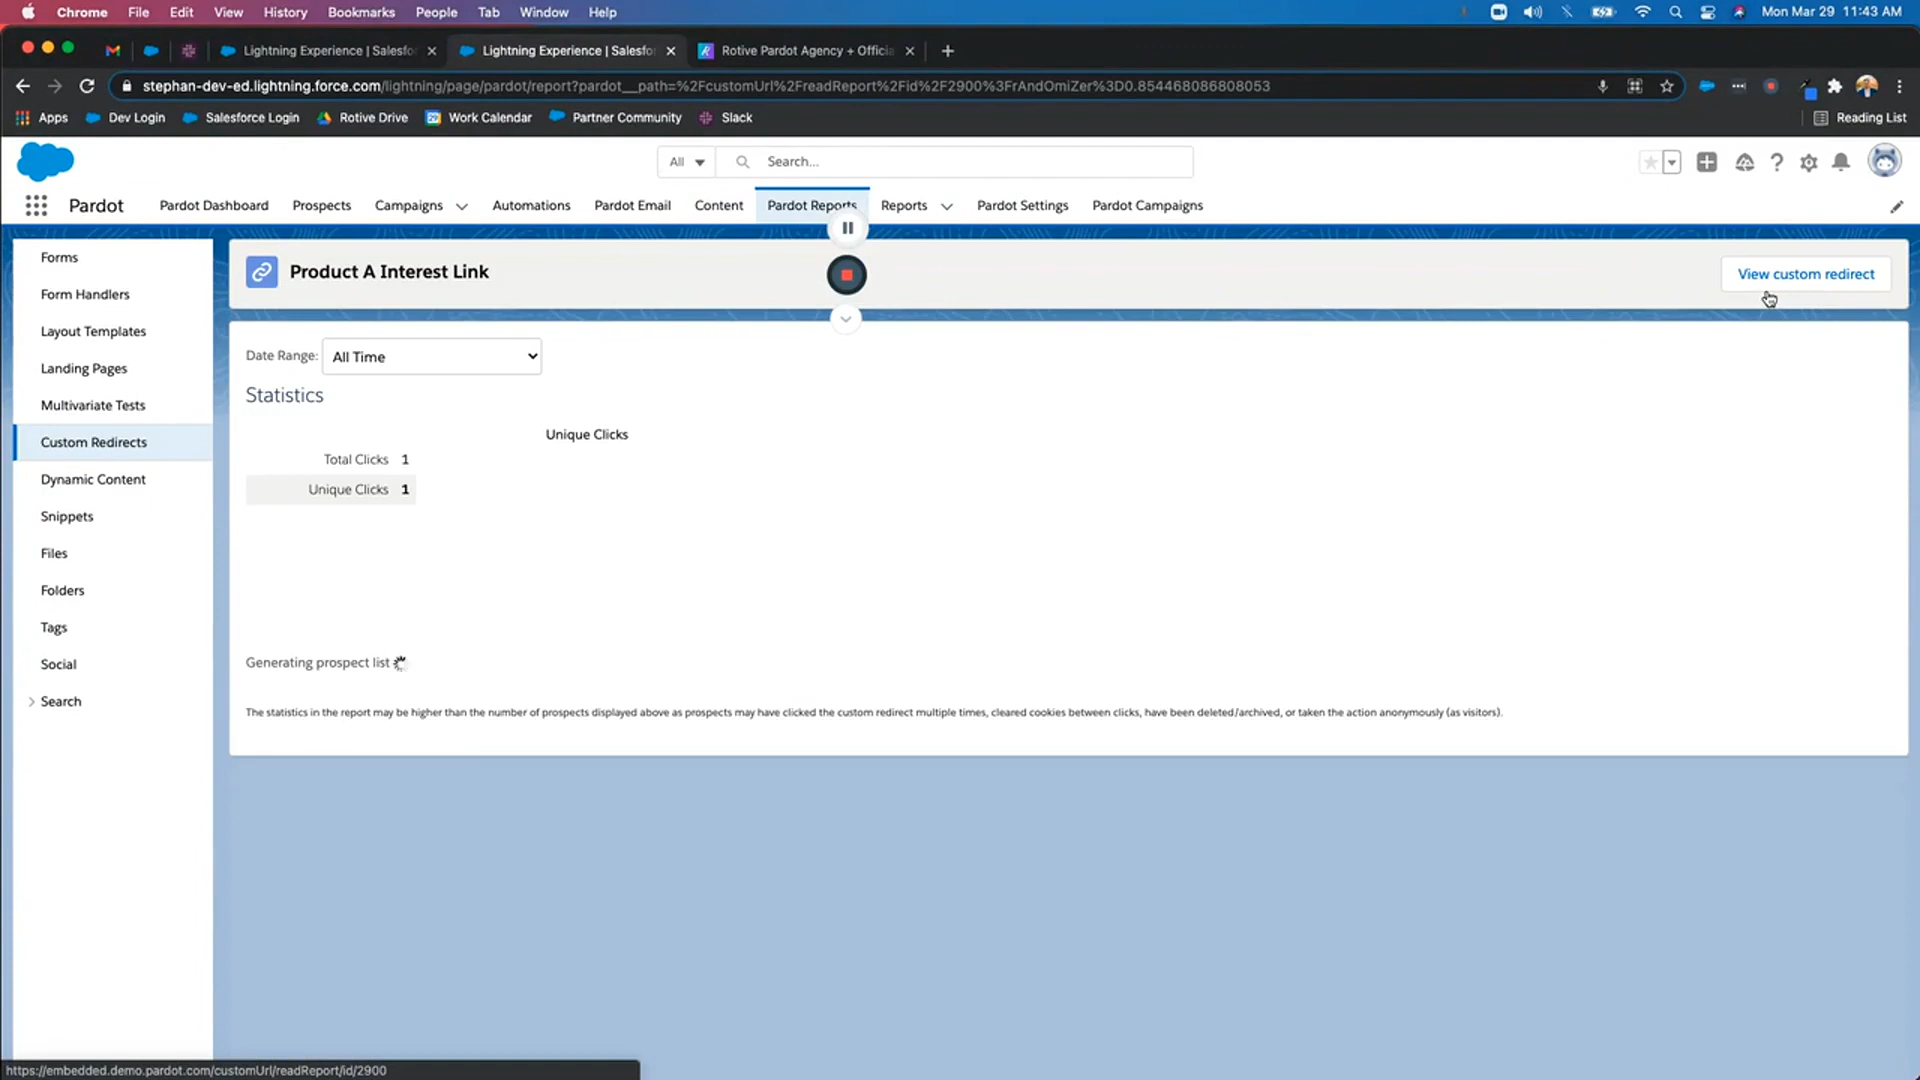 Chrome File Edit View History Bookmarks People Tab Window Help Mon Mar 29 11:43 AM
Lightning Experience | Salesfo Lightning Experience | Salesfo Rotive Pardot Agency + Officia
stephan-dev-ed.lightning.force.com/lightning/page/pardot/report?pardot__path=%2FcustomUrl%2FreadReport%2Fid%2F2900%3FrAndOmiZer%3D0.854468086808053
Apps Dev Login Salesforce Login Rotive Drive Work Calendar Partner Community Slack Reading List
All Search...
Pardot Pardot Dashboard Prospects Campaigns Automations Pardot Email Content Pardot Reports Reports Pardot Settings Pardot Campaigns
Forms
Form Handlers
Layout Templates
Landing Pages
Multivariate Tests
Custom Redirects
Dynamic Content
Snippets
Files
Folders
Tags
Social
Search
Product A Interest Link
View custom redirect
Date Range: All Time
Statistics
Unique Clicks
Total Clicks 1
Unique Clicks 1
Generating prospect list
The statistics in the report may be higher than the number of prospects displayed above as prospects may have clicked the custom redirect multiple times, cleared cookies between clicks, have been deleted/archived, or taken the action anonymously (as visitors).
https://embedded.demo.pardot.com/customUrl/readReport/id/2900